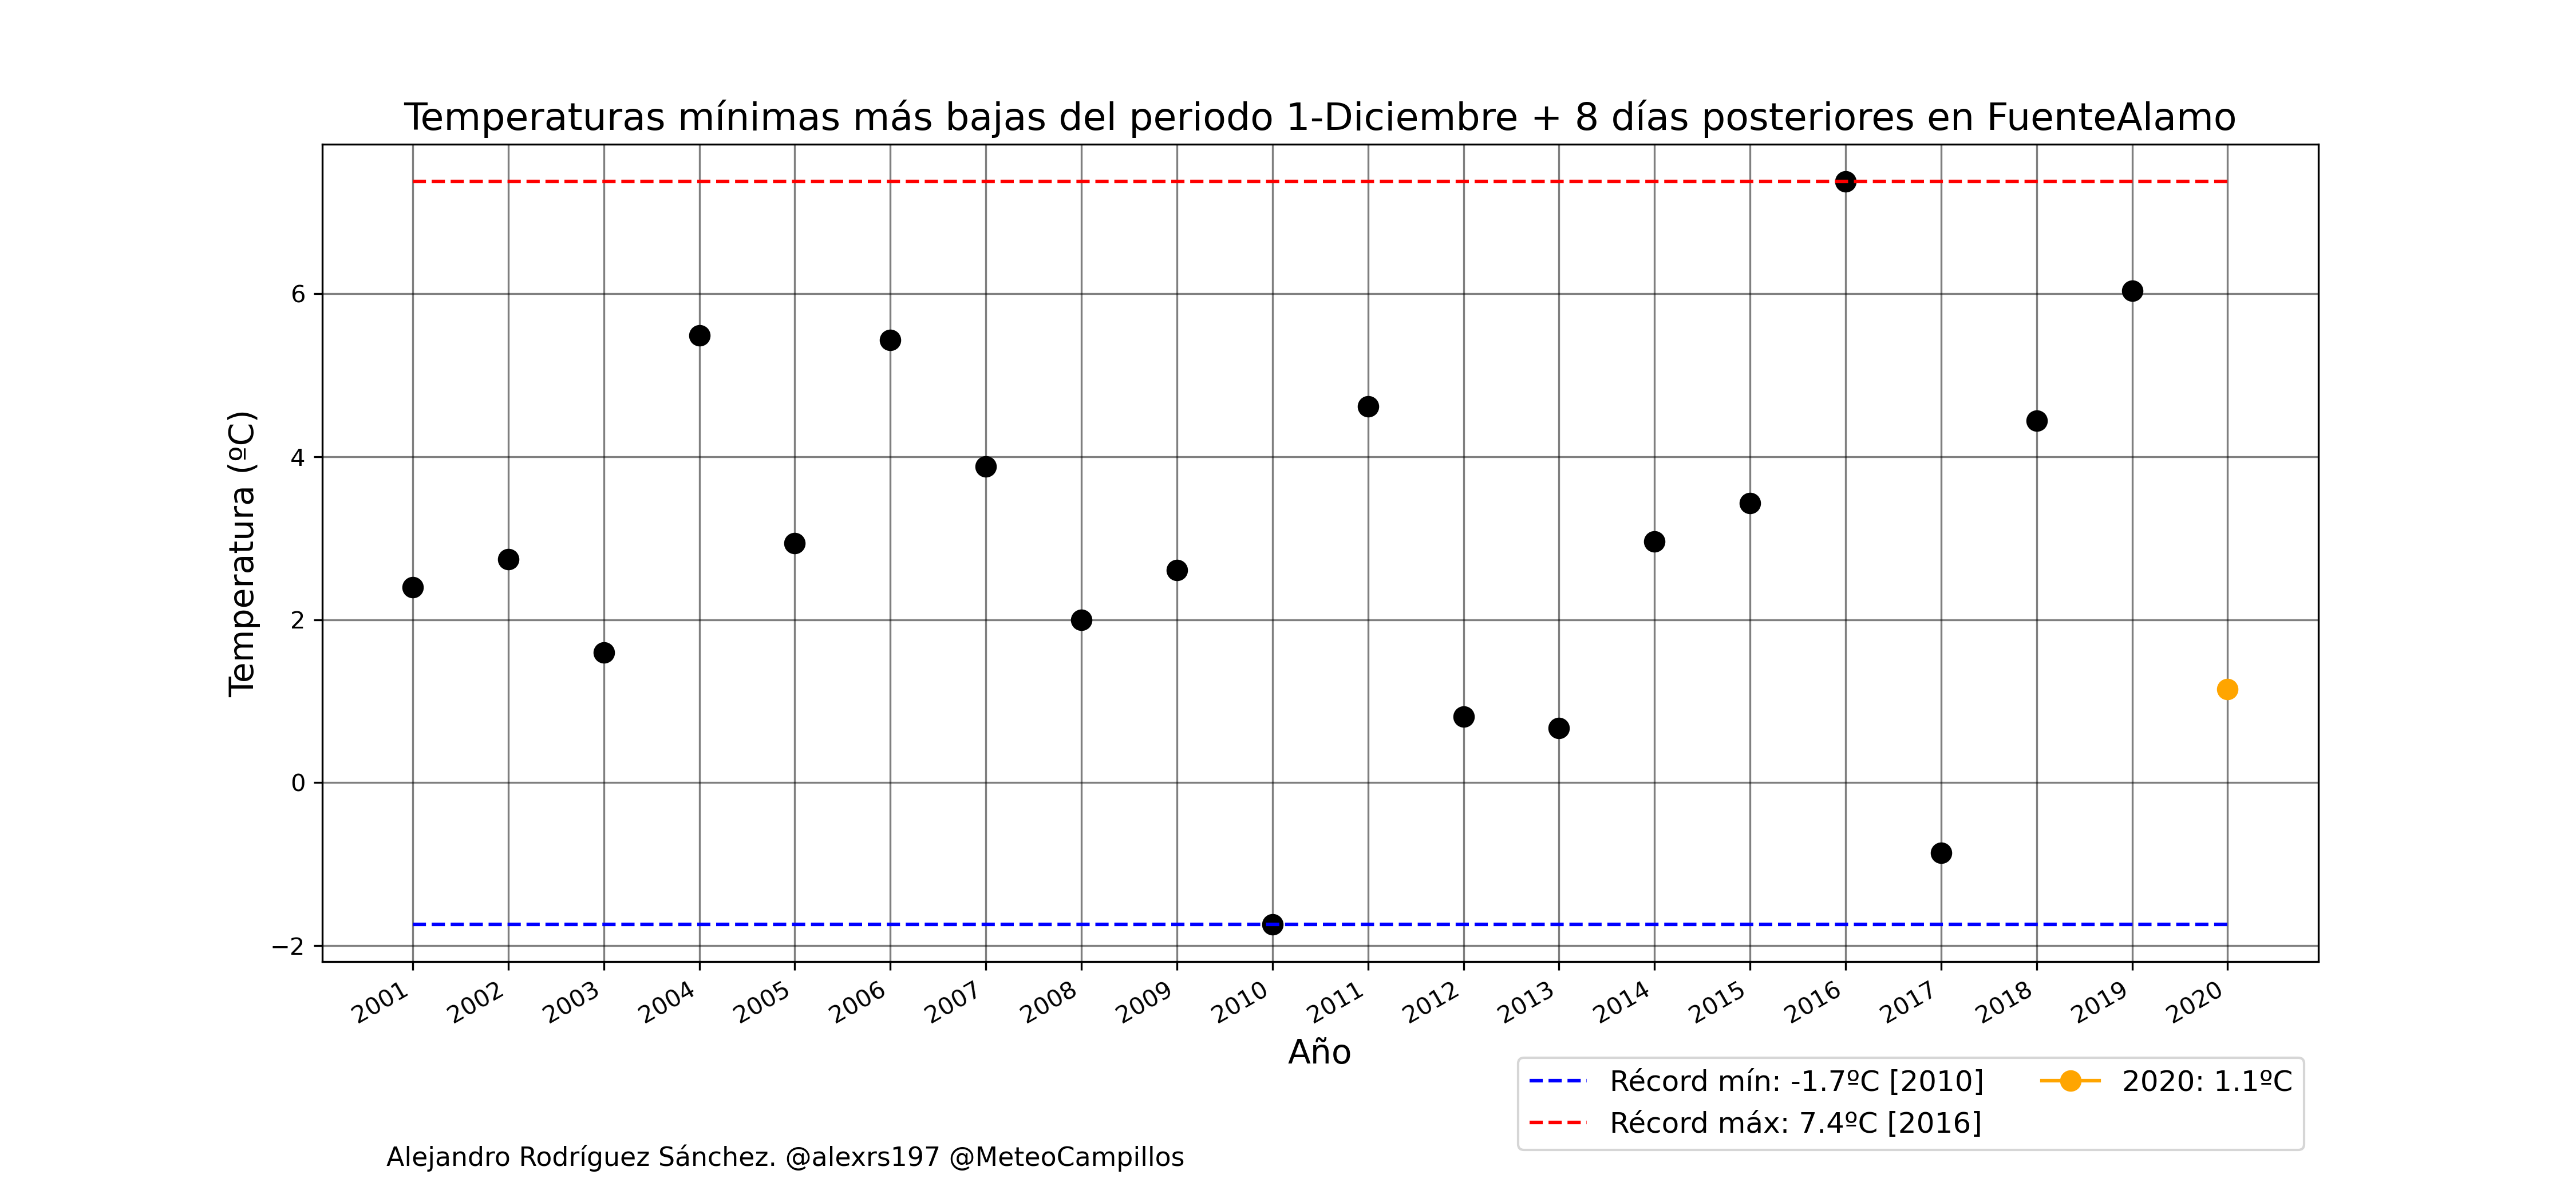 Temperaturas mínimas más bajas del periodo 1-Diciembre + 8 días posteriores en FuenteAlamo
Temperatura (ºC)
6
4
2
0
−2
2001 2002 2003 2004 2005 2006 2007 2008 2009 2010 2011 2012 2013 2014 2015 2016 2017 2018 2019 2020
Año
Récord mín: -1.7ºC [2010]
Récord máx: 7.4ºC [2016]
2020: 1.1ºC
Alejandro Rodríguez Sánchez. @alexrs197 @MeteoCampillos